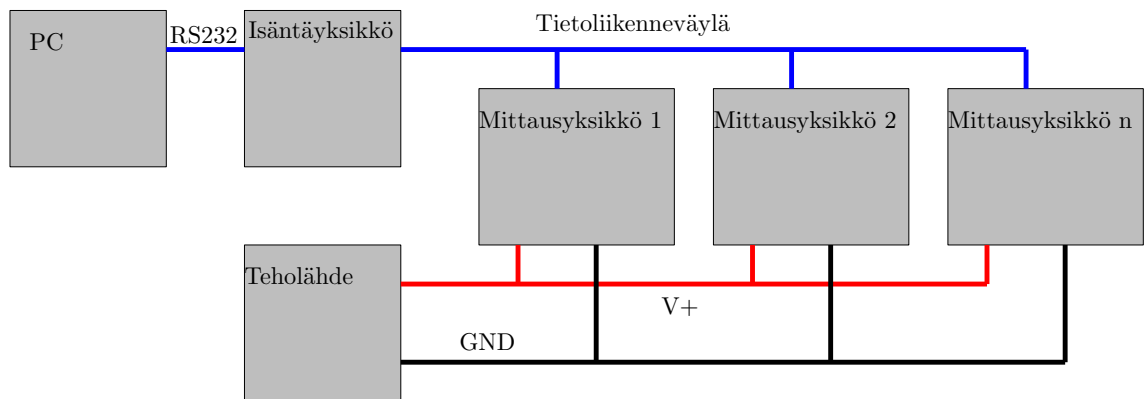 PC
RS232
Isäntäyksikkö
Tietoliikenneväylä
Mittausyksikkö 1
Mittausyksikkö 2
Mittausyksikkö n
Teholähde
V+
GND